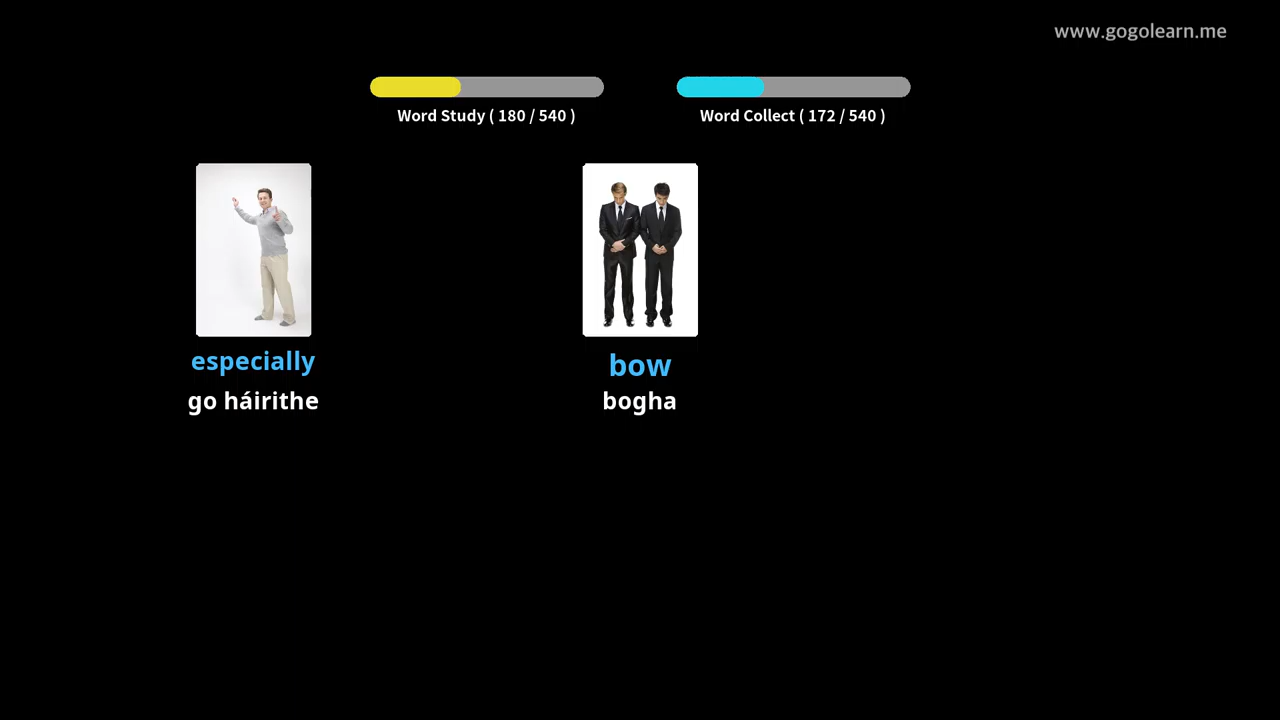 www.gogolearn.me
Word Study ( 180 / 540 )
Word Collect ( 172 / 540 )
especially
go háirithe
bow
bogha